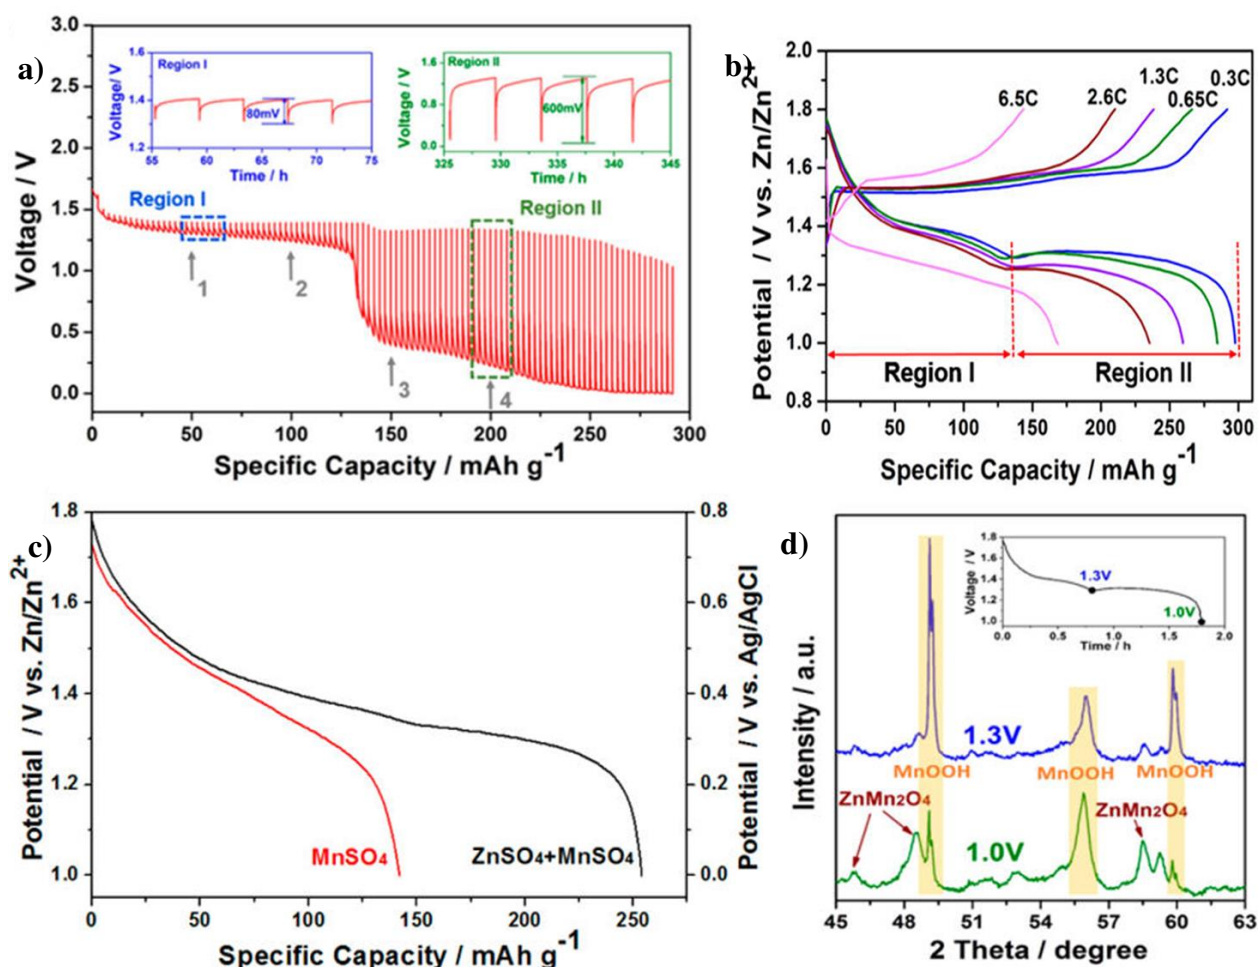 a)
3.0
2.5
2.0
1.5
1.0
0.5
0.0
Voltage / V
0 50 100 150 200 250 300
Specific Capacity / mAh g-1
Region I
Region II
1
2
3
4
Region I
80mV
1.6
1.4
1.2
Voltage/ V
55 60 65 70 75
Time / h
Region II
600mV
1.6
1.2
0.8
0.4
0.0
Voltage / V
325 330 335 340 345
Time / h
b)
2.0
1.8
1.6
1.4
1.2
1.0
0.8
Potential / V vs. Zn/Zn2+
6.5C
2.6C
1.3C
0.65C
0.3C
Region I
Region II
0 50 100 150 200 250 300
Specific Capacity / mAh g-1
c)
1.8
1.6
1.4
1.2
1.0
Potential / V vs. Zn/Zn2+
0.8
0.6
0.4
0.2
0.0
Potential / V vs. Ag/AgCl
MnSO4
ZnSO4+MnSO4
0 50 100 150 200 250
Specific Capacity / mAh g-1
d)
Intensity / a.u.
1.8
1.6
1.4
1.2
1.0
Voltage / V
1.3V
1.0V
0.0 0.5 1.0 1.5 2.0
Time / h
1.3V
MnOOH MnOOH MnOOH
ZnMn2O4
ZnMn2O4
1.0V
45 48 51 54 57 60 63
2 Theta / degree